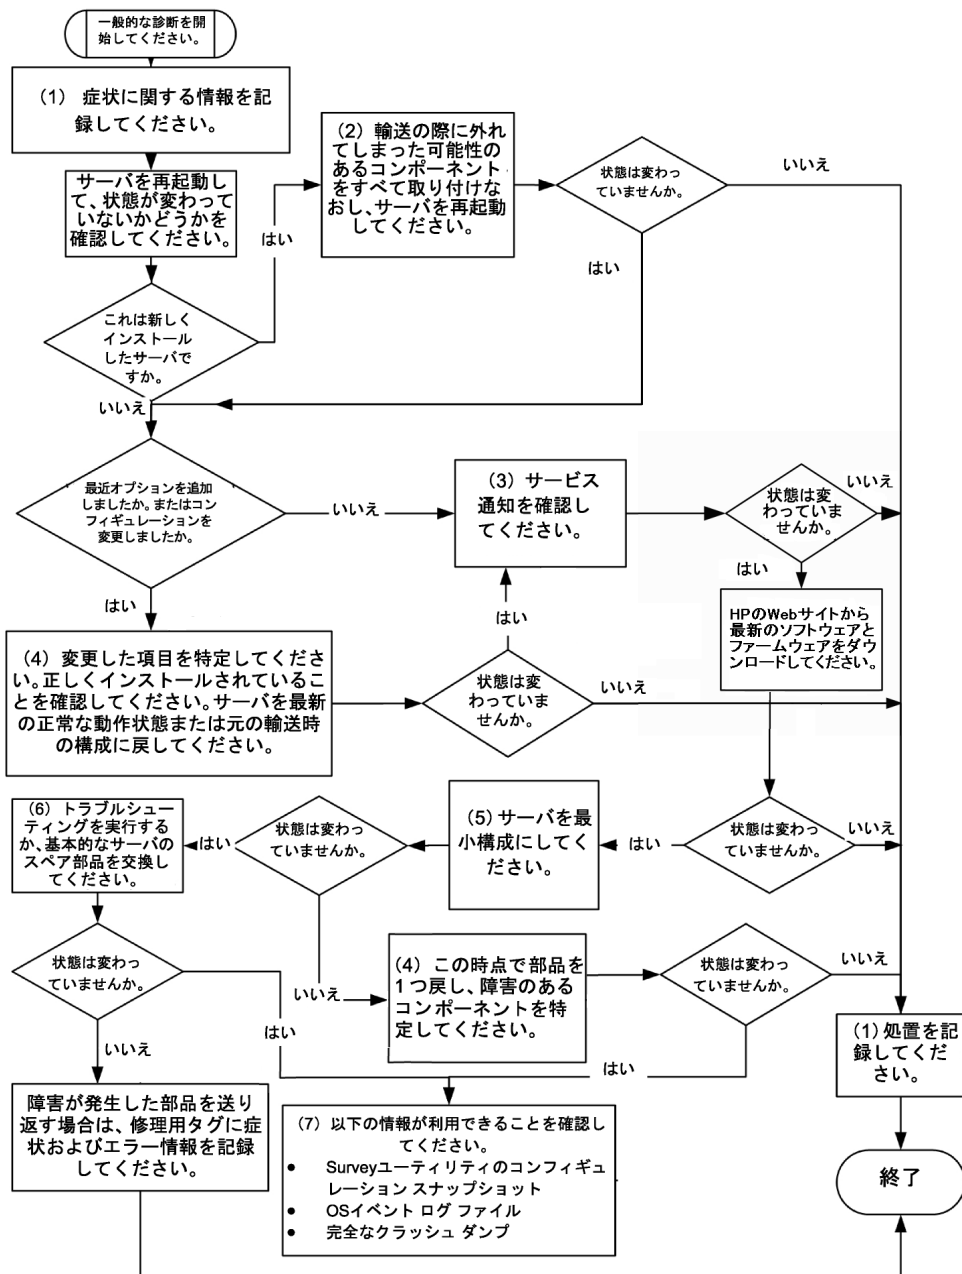 一般的な診断を開
始してください。
(1) 症状に関する情報を記
録してください。
サーバを再起動し
て、状態が変わって
いないかどうかを
確認してください。
はい
(2) 輸送の際に外れ
てしまった可能性の
あるコンポーネント
をすべて取り付けな
おし、サーバを再起動
してください。
状態は変わっ
ていませんか。
いいえ
はい
これは新しく
インストール
したサーバで
すか。
いいえ
最近オプションを追加
しましたか。またはコン
フィギュレーションを
変更しましたか。
いいえ
はい
(3) サービス
通知を確認し
てください。
状態は変
わっていま
せんか。
いいえ
はい
HPのWebサイトから
最新のソフトウェアと
ファームウェアをダウ
ンロードしてください。
(4) 変更した項目を特定してくださ
い。正しくインストールされているこ
とを確認してください。サーバを最新
の正常な動作状態または元の輸送時
の構成に戻してください。
はい
状態は変
わっていま
せんか。
いいえ
(6) トラブルシュー
ティングを実行する
か、基本的なサーバの
スペア部品を交換し
てください。
はい
状態は変わっ
ていませんか。
(5) サーバを最
小構成にしてく
ださい。
はい
状態は変わっ
ていませんか。
いいえ
状態は変わっ
ていませんか。
いいえ
はい
いいえ
(4) この時点で部品を
1つ戻し、障害のある
コンポーネントを特
定してください。
状態は変わっ
ていませんか。
いいえ
はい
(1) 処置を記
録してくだ
さい。
障害が発生した部品を送り
返す場合は、修理用タグに症
状およびエラー情報を記録
してください。
(7) 以下の情報が利用できることを確認し
てください。
● Surveyユーティリティのコンフィギュ
レーション スナップショット
● OSイベント ログ ファイル
● 完全なクラッシュ ダンプ
終了